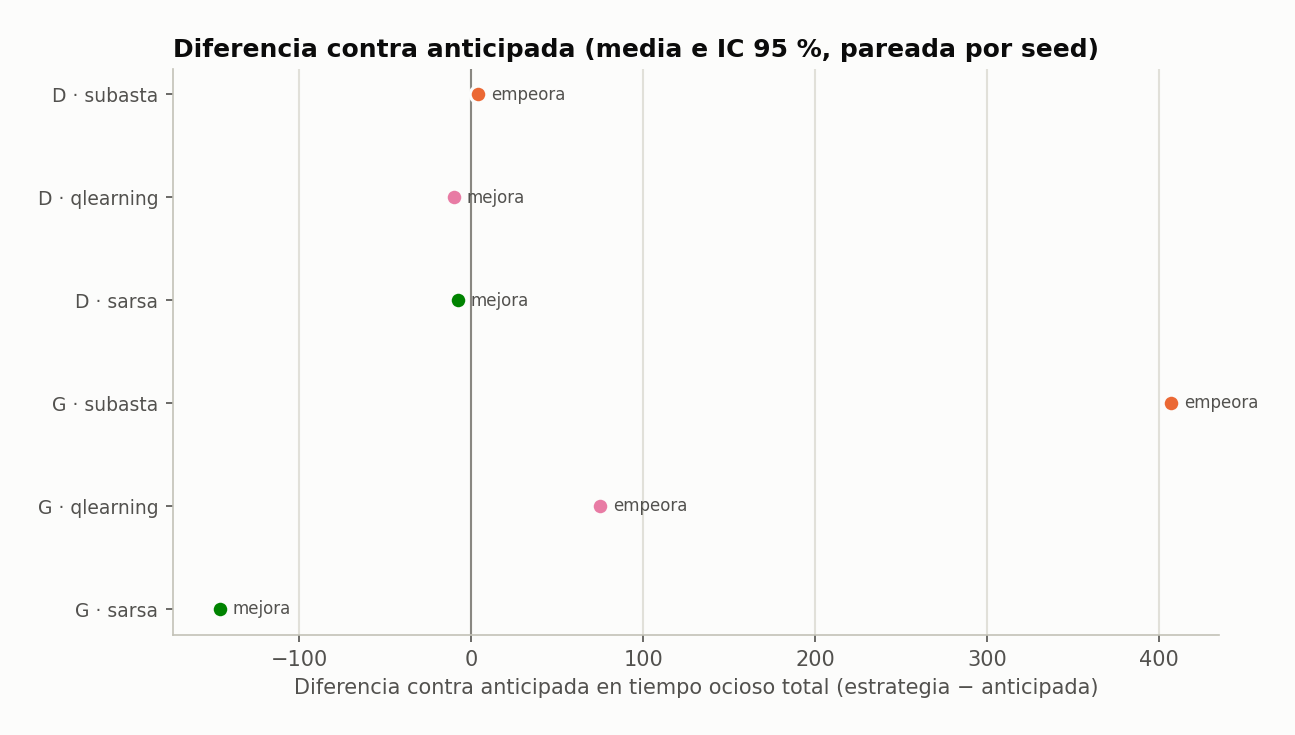 Diferencia contra anticipada (media e IC 95 %, pareada por seed)
D · subasta
empeora
D · qlearning
mejora
D · sarsa
mejora
G · subasta
empeora
G · qlearning
empeora
G · sarsa
mejora
−100 0 100 200 300 400
Diferencia contra anticipada en tiempo ocioso total (estrategia − anticipada)